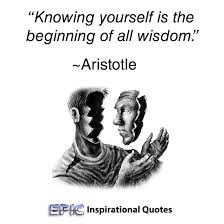 “Knowing yourself is the
beginning of all wisdom.”
~Aristotle
EPIC Inspirational Quotes